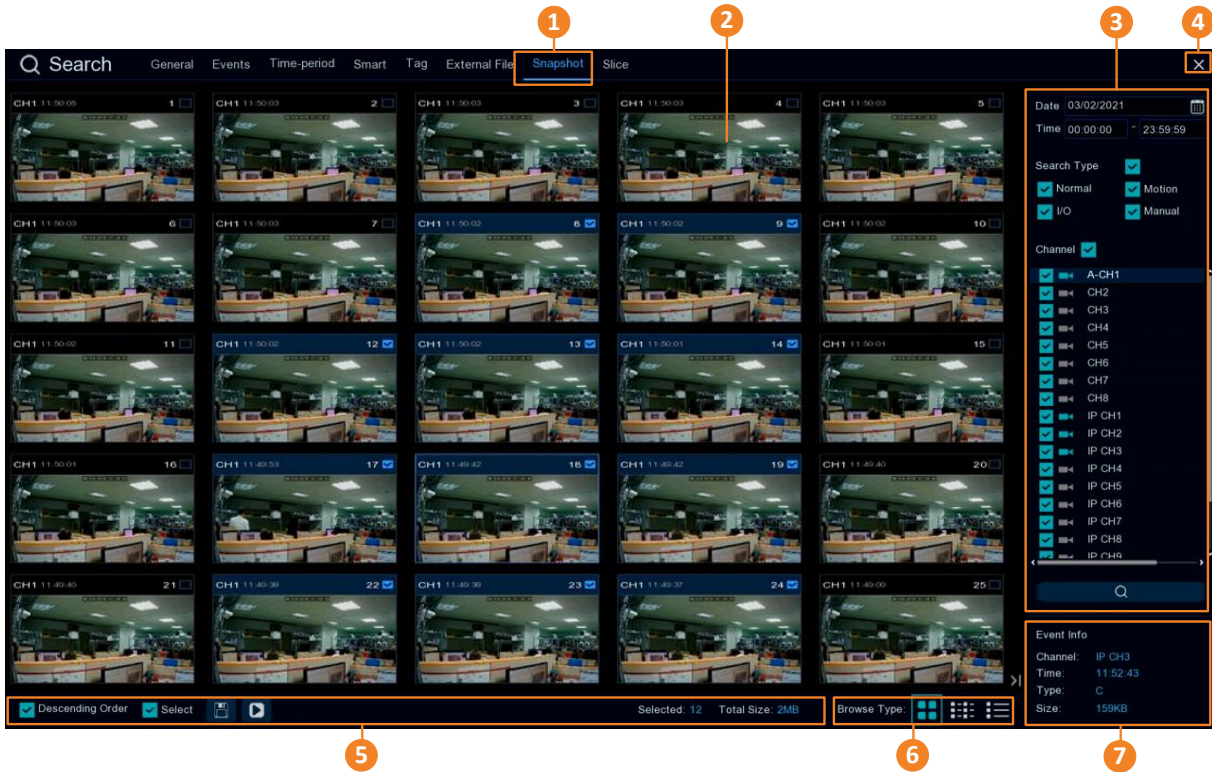 1 2 3 4
Search General Events Time-period Smart Tag External File Snapshot Slice
CH1 11:50:05 1 CH1 11:50:03 2 CH1 11:50:03 3 CH1 11:50:03 4 CH1 11:50:03 5
CH1 11:50:03 6 CH1 11:50:03 7 CH1 11:50:02 8 CH1 11:50:02 9 CH1 11:50:02 10
CH1 11:50:02 11 CH1 11:50:02 12 CH1 11:50:02 13 CH1 11:50:01 14 CH1 11:50:01 15
CH1 11:50:01 16 CH1 11:49:53 17 CH1 11:49:42 18 CH1 11:49:42 19 CH1 11:49:40 20
CH1 11:49:40 21 CH1 11:49:38 22 CH1 11:49:38 23 CH1 11:49:37 24 CH1 11:49:00 25
Date 03/02/2021
Time 00:00:00 - 23:59:59
Search Type
Normal Motion
I/O Manual
Channel
A-CH1
CH2
CH3
CH4
CH5
CH6
CH7
CH8
IP CH1
IP CH2
IP CH3
IP CH4
IP CH5
IP CH6
IP CH7
IP CH8
IP CH9
Event Info
Channel: IP CH3
Time: 11:52:43
Type: C
Size: 159KB
Descending Order Select Selected: 12 Total Size: 2MB Browse Type:
5 6 7